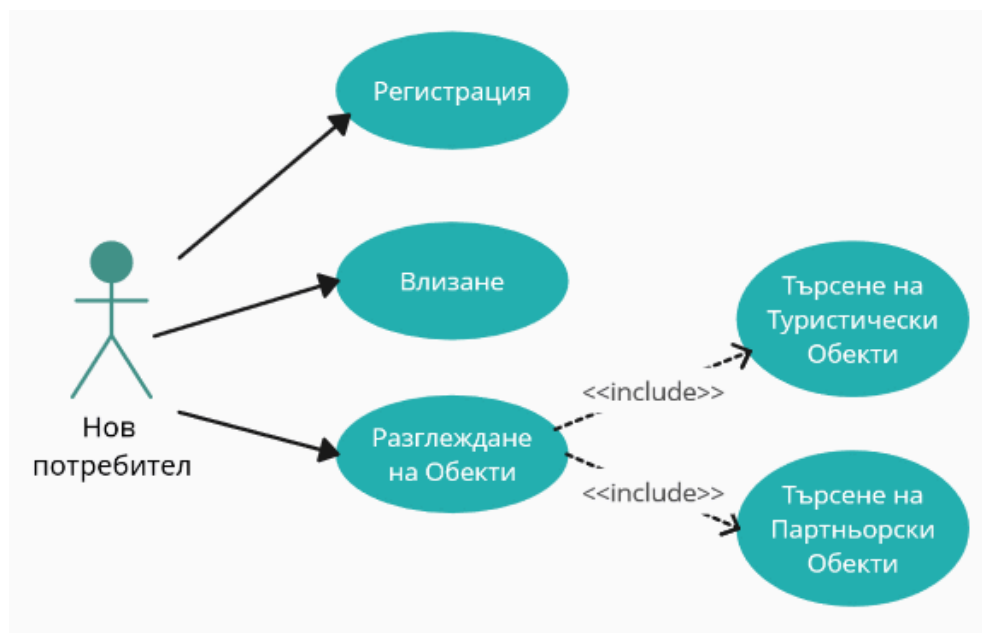 Регистрация
Влизане
Търсене на
Туристически
Обекти
<<include>>
Нов
потребител
Разглеждане
на Обекти
<<include>>
Търсене на
Партньорски
Обекти